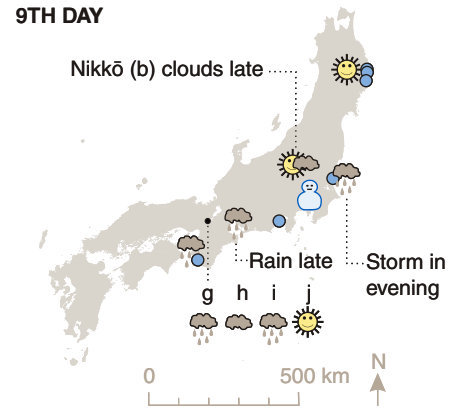 9TH DAY
Nikkō (b) clouds late
Rain late
Storm in
evening
g h i j
0 500 km
N